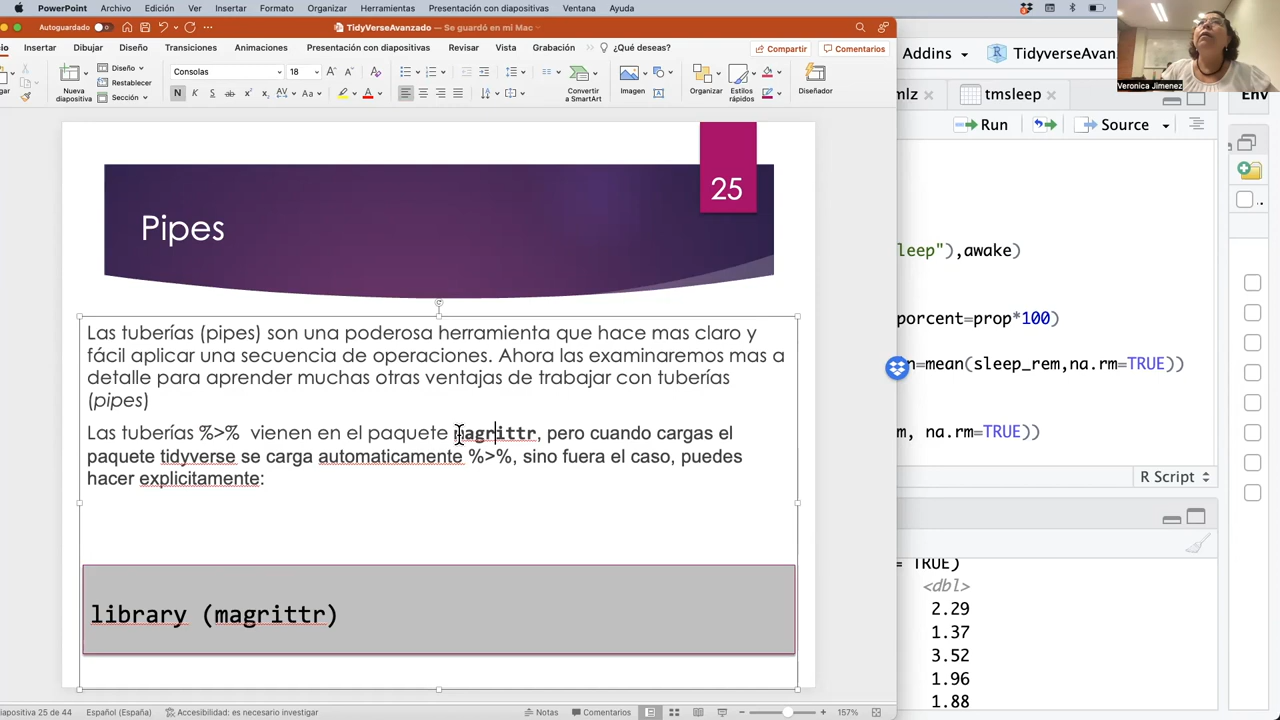 PowerPoint Archivo Edición Ver Insertar Formato Organizar Herramientas Presentación con diapositivas Ventana Ayuda
Autoguardado TidyVerseAvanzado — Se guardó en mi Mac
Insertar Dibujar Diseño Transiciones Animaciones Presentación con diapositivas Revisar Vista Grabación ¿Qué deseas? Compartir Comentarios
Nueva diapositiva
Diseño
Restablecer
Sección
Consolas 18
N K S
Convertir a SmartArt
Imagen
Organizar
Estilos rápidos
Diseñador
25
Pipes
Las tuberías (pipes) son una poderosa herramienta que hace mas claro y
fácil aplicar una secuencia de operaciones. Ahora las examinaremos mas a
detalle para aprender muchas otras ventajas de trabajar con tuberías
(pipes)
Las tuberías %>% vienen en el paquete magrittr, pero cuando cargas el
paquete tidyverse se carga automaticamente %>%, sino fuera el caso, puedes
hacer explicitamente:
library (magrittr)
Español (España) Accesibilidad: es necesario investigar Notas Comentarios 157%
Addins TidyverseAvan
tmsleep
Run Source
leep"),awake)
porcent=prop*100)
n=mean(sleep_rem,na.rm=TRUE))
m, na.rm=TRUE))
R Script
= TRUE)
<dbl>
2.29
1.37
3.52
1.96
1.88
Env
Veronica Jimenez